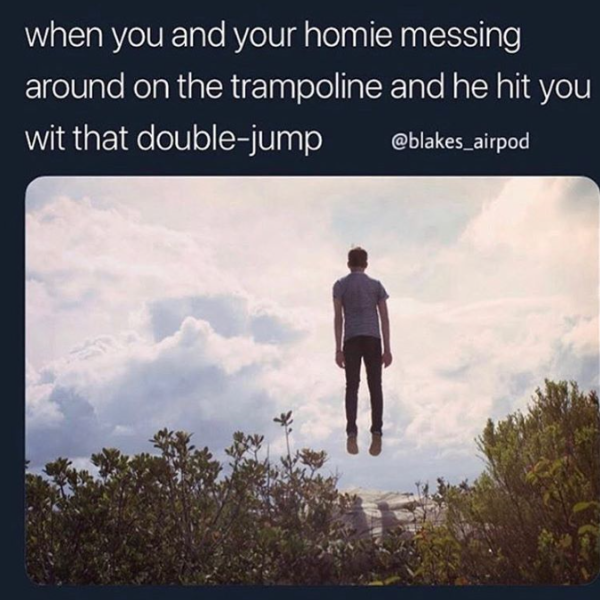 when you and your homie messing
around on the trampoline and he hit you
wit that double-jump @blakes_airpod